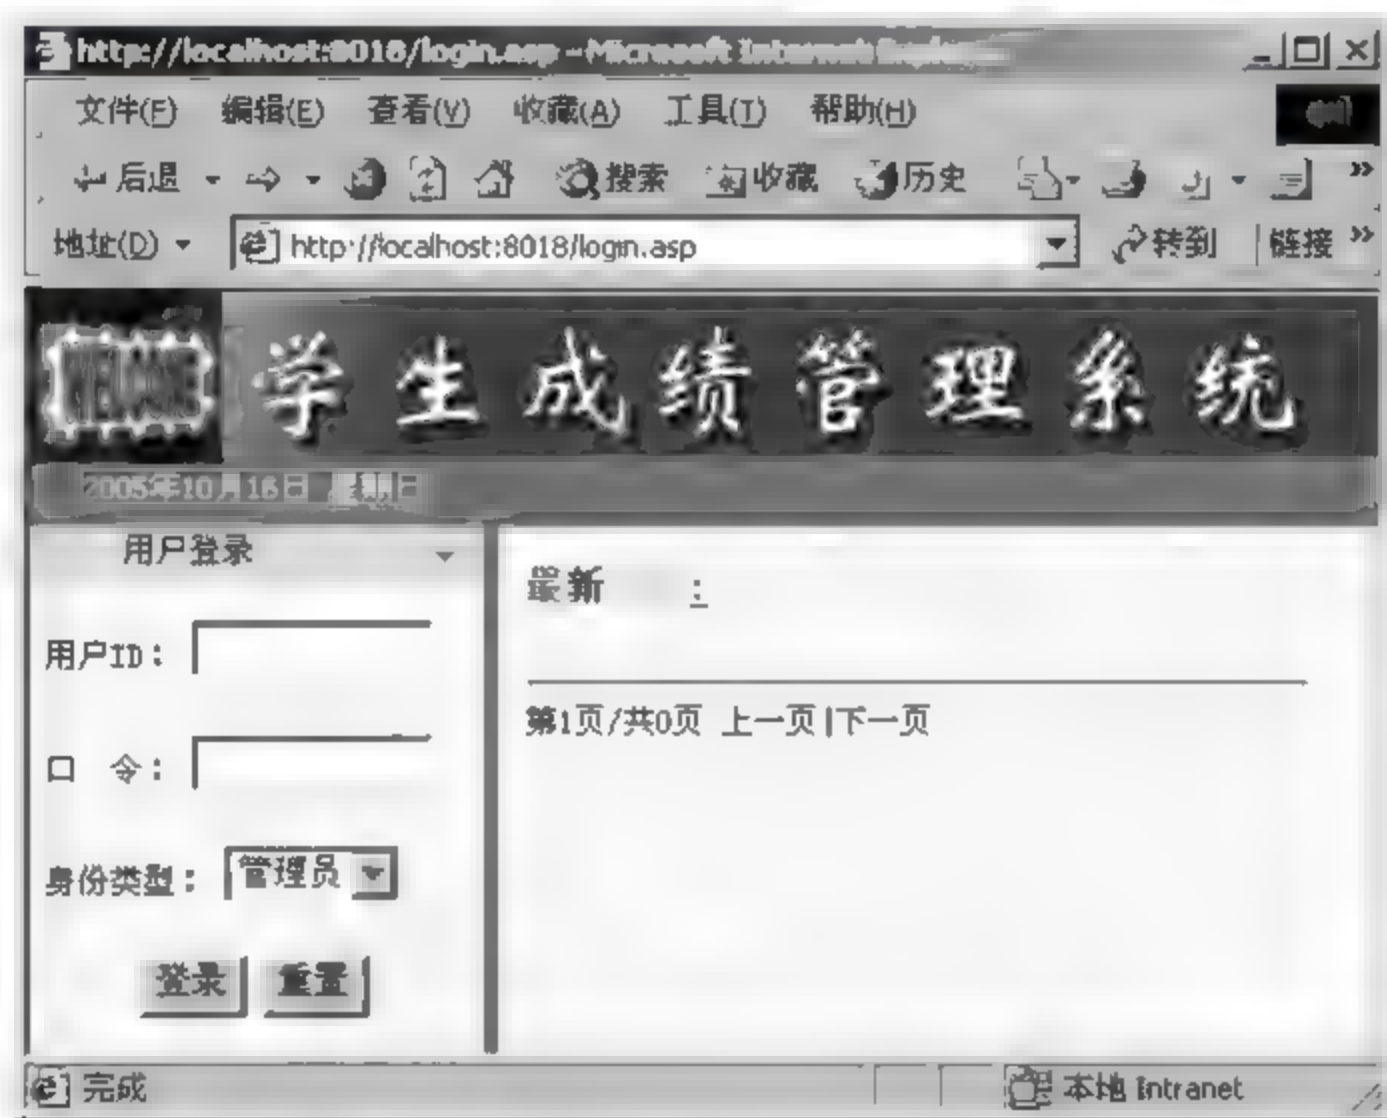 http://localhost:8018/login.asp - Microsoft Internet Explorer
文件(F) 编辑(E) 查看(V) 收藏(A) 工具(T) 帮助(H)
后退 搜索 收藏 历史 »
地址(D) http://localhost:8018/login.asp 转到 链接 »
WELCOME 学生成绩管理系统
2005年10月16日 星期日
用户登录
最新 :
用户ID：
第1页/共0页 上一页|下一页
口 令：
身份类型： 管理员
登录 重置
完成 本地 Intranet